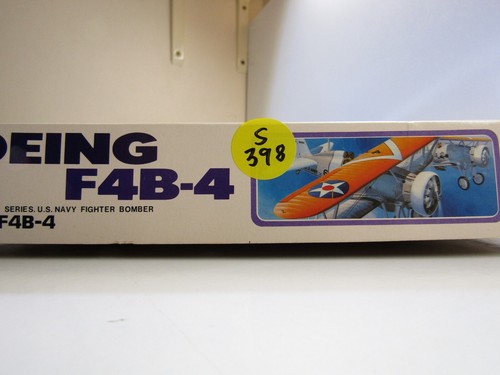 OEING
F4B-4
SERIES. U.S. NAVY FIGHTER BOMBER
F4B-4
S
398